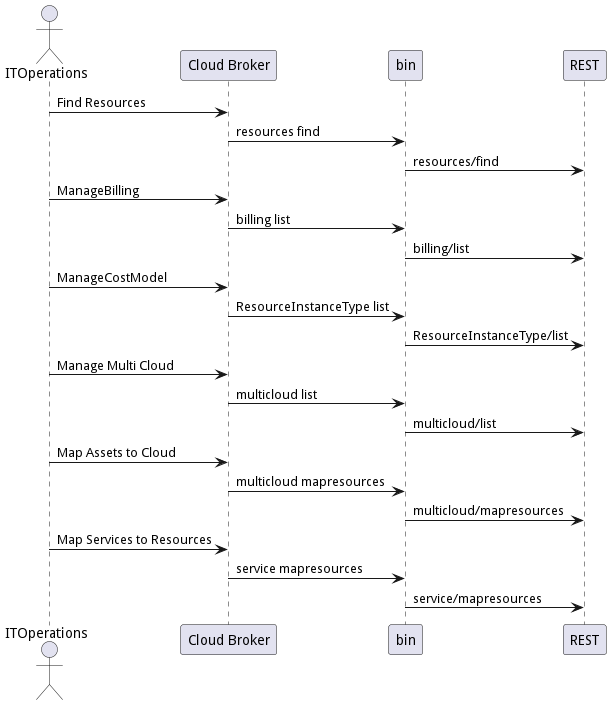 ITOperations
Cloud Broker
bin
REST
Find Resources
resources find
resources/find
ManageBilling
billing list
billing/list
ManageCostModel
ResourceInstanceType list
ResourceInstanceType/list
Manage Multi Cloud
multicloud list
multicloud/list
Map Assets to Cloud
multicloud mapresources
multicloud/mapresources
Map Services to Resources
service mapresources
service/mapresources
ITOperations
Cloud Broker
bin
REST